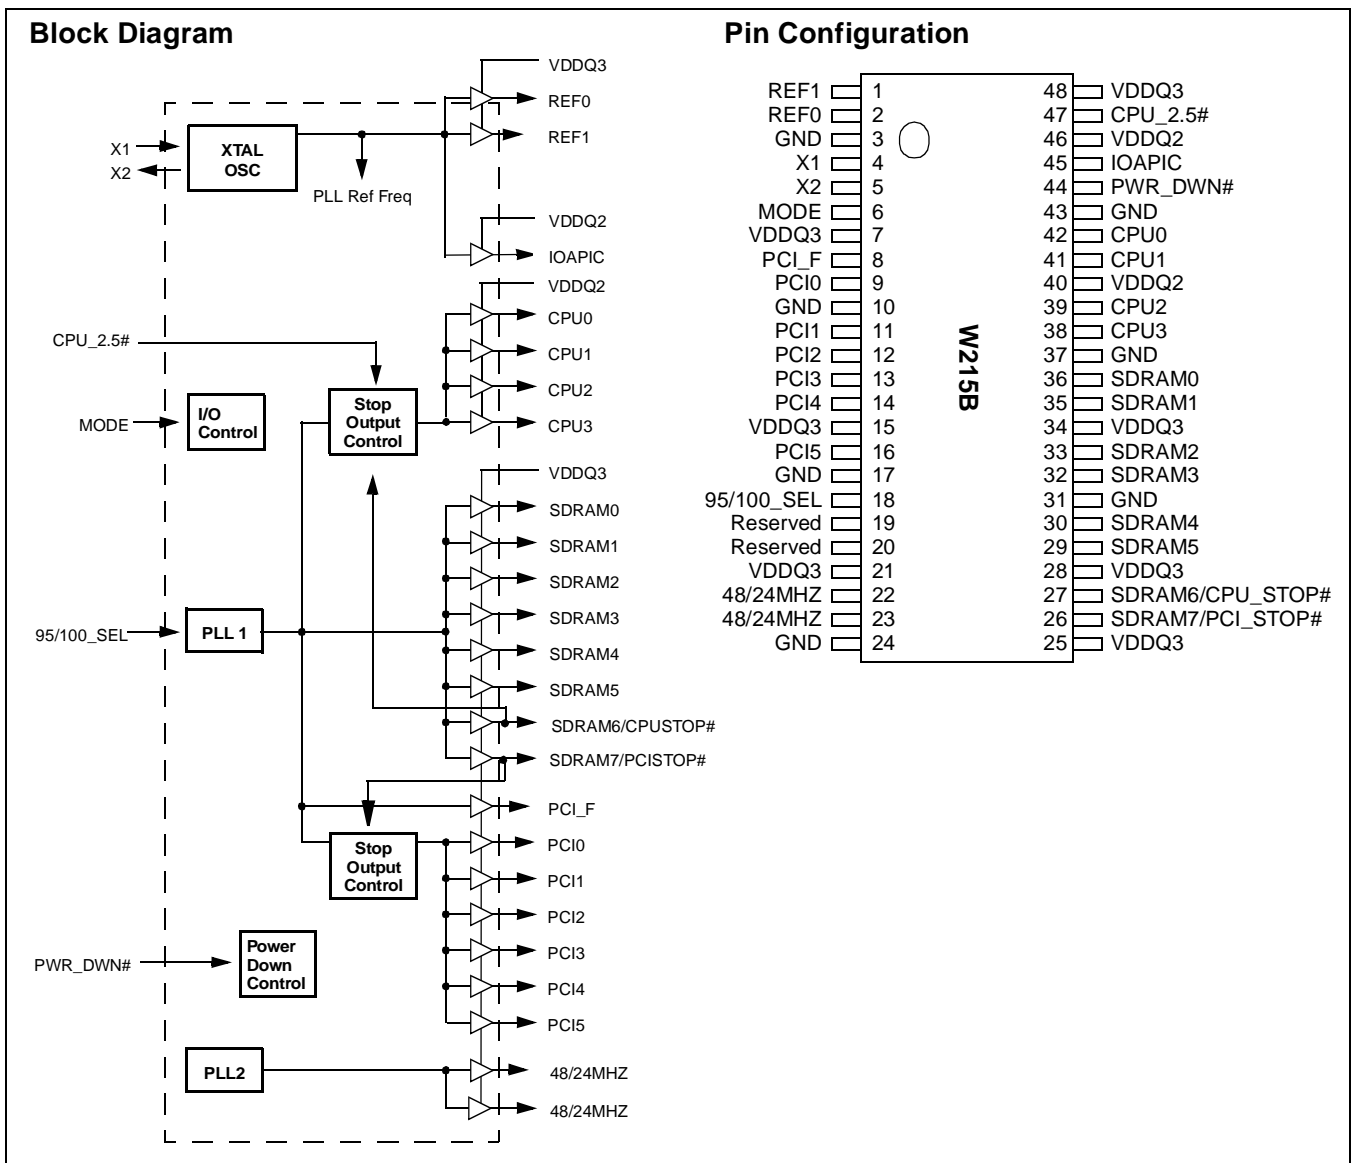 Block Diagram
VDDQ3
REF0
REF1
X1
X2
XTAL
OSC
PLL Ref Freq
VDDQ2
IOAPIC
VDDQ2
CPU0
CPU_2.5#
CPU1
CPU2
MODE
I/O
Control
Stop
Output
Control
CPU3
VDDQ3
SDRAM0
SDRAM1
SDRAM2
SDRAM3
95/100_SEL
PLL 1
SDRAM4
SDRAM5
SDRAM6/CPUSTOP#
SDRAM7/PCISTOP#
PCI_F
Stop
Output
Control
PCI0
PCI1
PCI2
PWR_DWN#
Power
Down
Control
PCI3
PCI4
PCI5
PLL2
48/24MHZ
48/24MHZ
Pin Configuration
REF1 1
REF0 2
GND 3
X1 4
X2 5
MODE 6
VDDQ3 7
PCI_F 8
PCI0 9
GND 10
PCI1 11
PCI2 12
PCI3 13
PCI4 14
VDDQ3 15
PCI5 16
GND 17
95/100_SEL 18
Reserved 19
Reserved 20
VDDQ3 21
48/24MHZ 22
48/24MHZ 23
GND 24
W215B
48 VDDQ3
47 CPU_2.5#
46 VDDQ2
45 IOAPIC
44 PWR_DWN#
43 GND
42 CPU0
41 CPU1
40 VDDQ2
39 CPU2
38 CPU3
37 GND
36 SDRAM0
35 SDRAM1
34 VDDQ3
33 SDRAM2
32 SDRAM3
31 GND
30 SDRAM4
29 SDRAM5
28 VDDQ3
27 SDRAM6/CPU_STOP#
26 SDRAM7/PCI_STOP#
25 VDDQ3